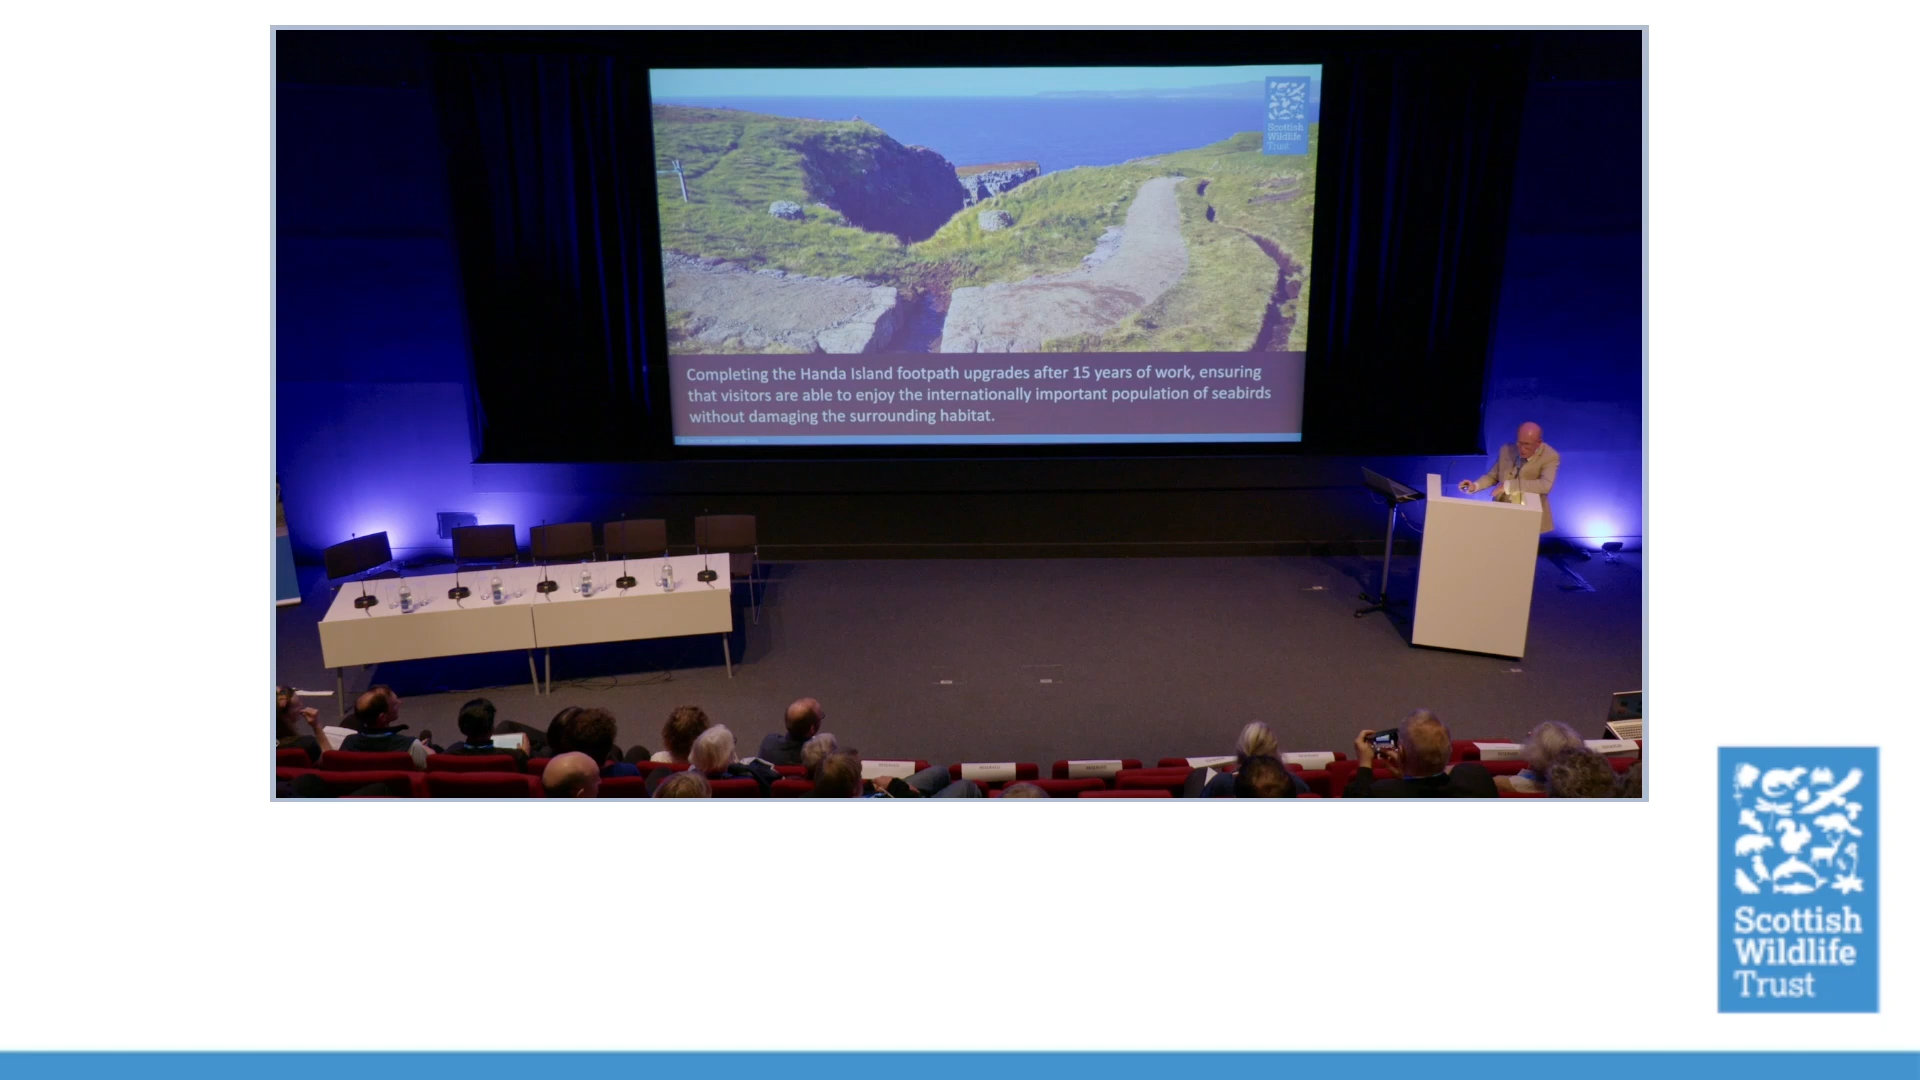 Scottish
Wildlife
Trust
Completing the Handa Island footpath upgrades after 15 years of work, ensuring
that visitors are able to enjoy the internationally important population of seabirds
without damaging the surrounding habitat.
Scottish
Wildlife
Trust